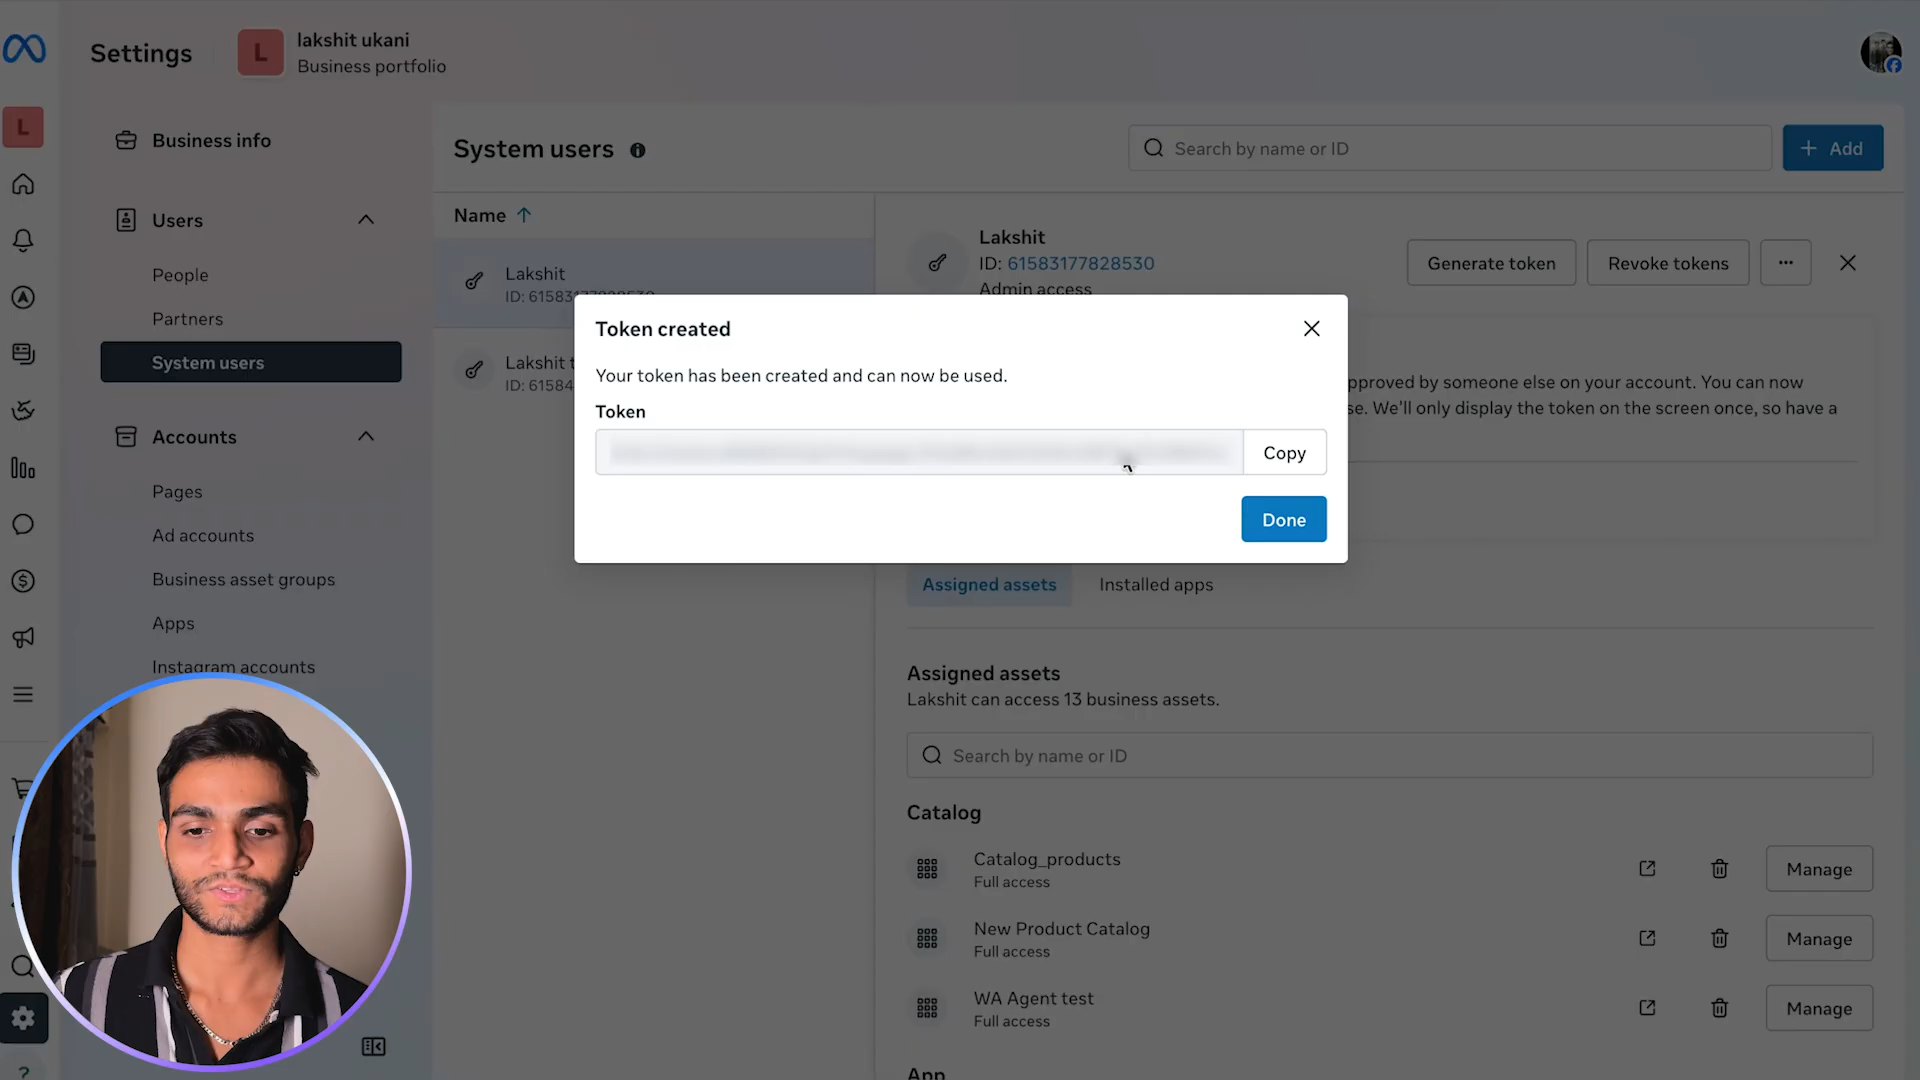 Settings
L
lakshit ukani
Business portfolio
L
Business info
Users
People
Partners
System users
Accounts
Pages
Ad accounts
Business asset groups
Apps
Instagram accounts
System users
Search by name or ID
+ Add
Name ↑
Lakshit
ID: 61583177828530
Lakshit t
ID: 61584
Lakshit
ID: 61583177828530
Admin access
Generate token
Revoke tokens
...
pproved by someone else on your account. You can now
se. We'll only display the token on the screen once, so have a
Token created
Your token has been created and can now be used.
Token
Copy
Done
Assigned assets
Installed apps
Assigned assets
Lakshit can access 13 business assets.
Search by name or ID
Catalog
Catalog_products
Full access
Manage
New Product Catalog
Full access
Manage
WA Agent test
Full access
Manage
App